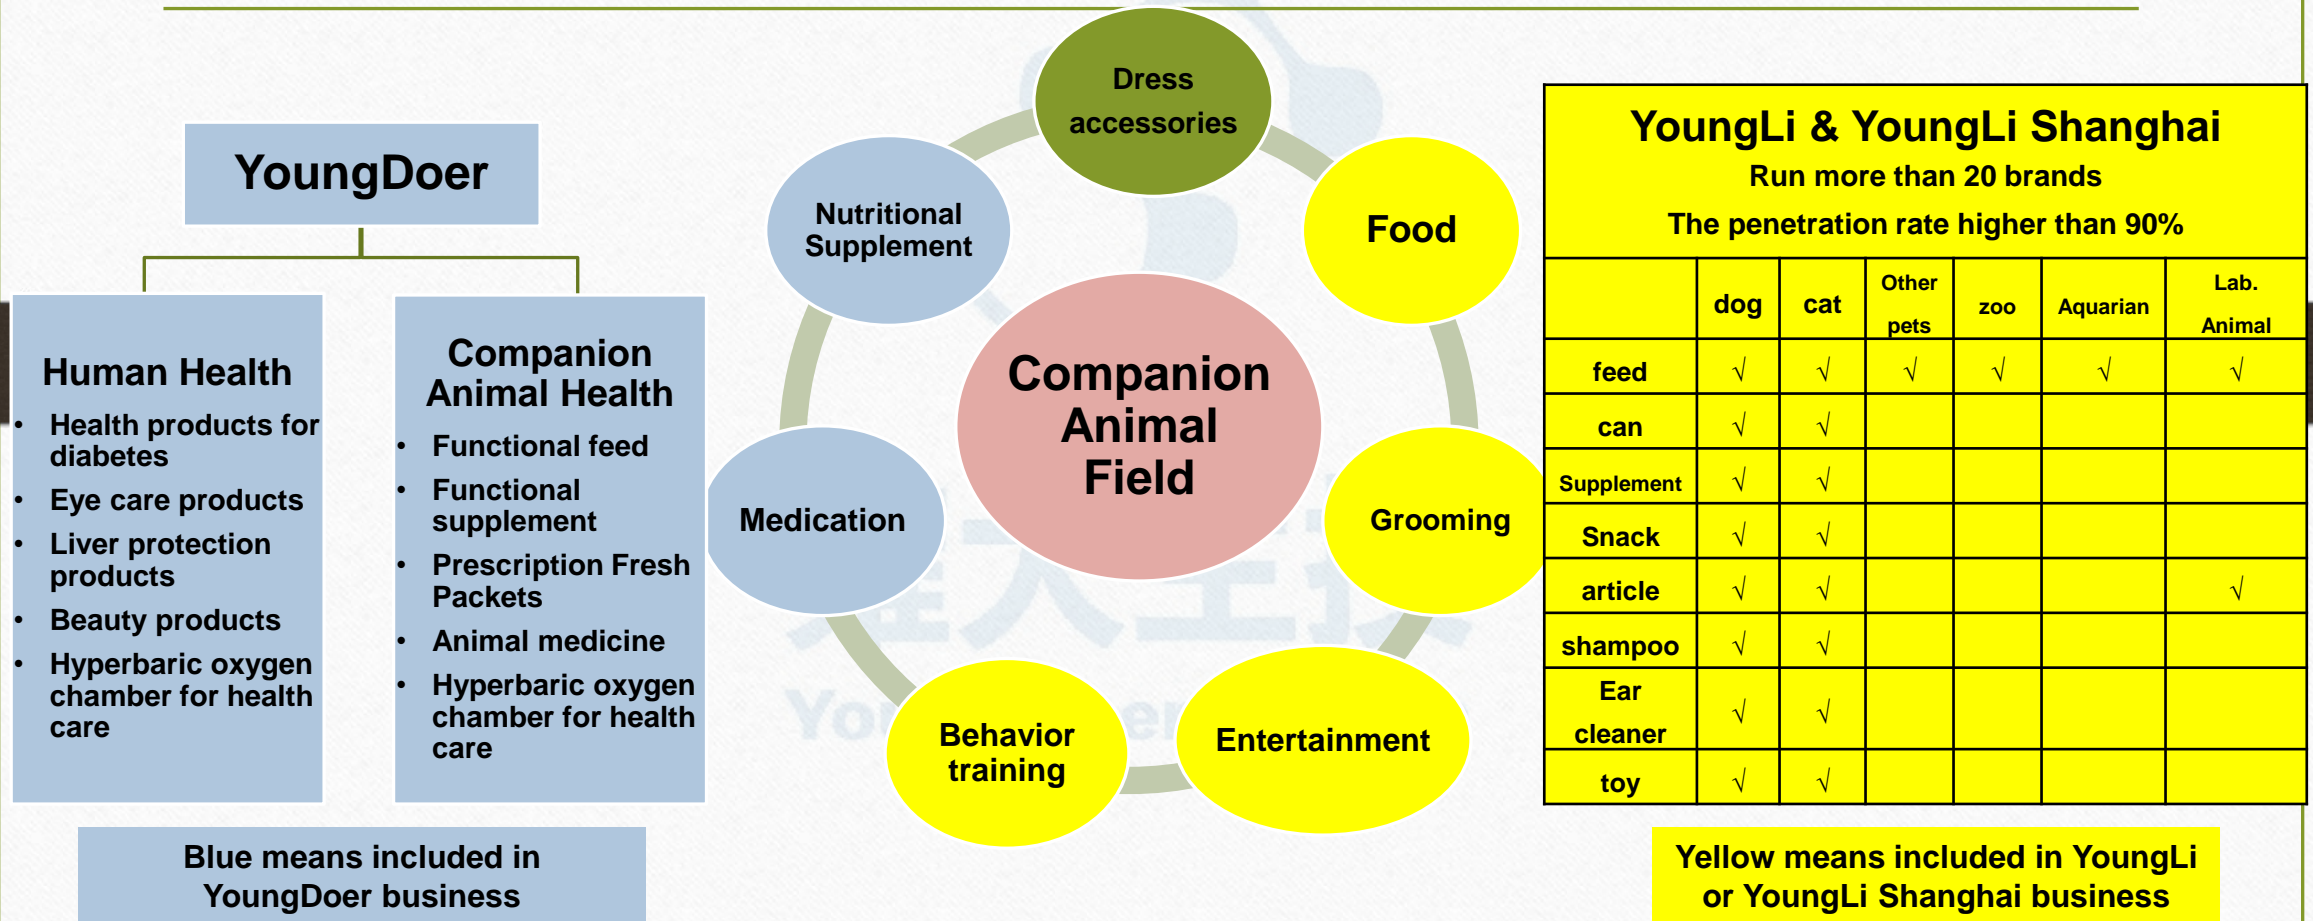 YoungDoer
Human Health
• Health products for
diabetes
• Eye care products
• Liver protection
products
• Beauty products
• Hyperbaric oxygen
chamber for health
care
Companion
Animal Health
• Functional feed
• Functional
supplement
• Prescription Fresh
Packets
• Animal medicine
• Hyperbaric oxygen
chamber for health
care
Blue means included in
YoungDoer business
Dress
accessories
Nutritional
Supplement
Food
Companion
Animal
Field
Medication
Grooming
Behavior
training
Entertainment
YoungLi & YoungLi Shanghai
Run more than 20 brands
The penetration rate higher than 90%
dog cat Other pets zoo Aquarian Lab. Animal
feed √ √ √ √ √ √
can √ √
Supplement √ √
Snack √ √
article √ √ √
shampoo √ √
Ear
cleaner √ √
toy √ √
Yellow means included in YoungLi
or YoungLi Shanghai business